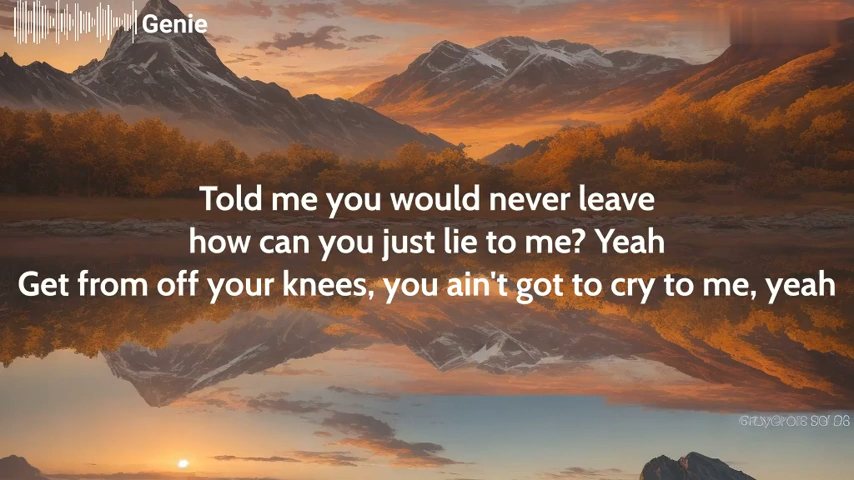 Genie
Told me you would never leave
how can you just lie to me? Yeah
Get from off your knees, you ain't got to cry to me, yeah